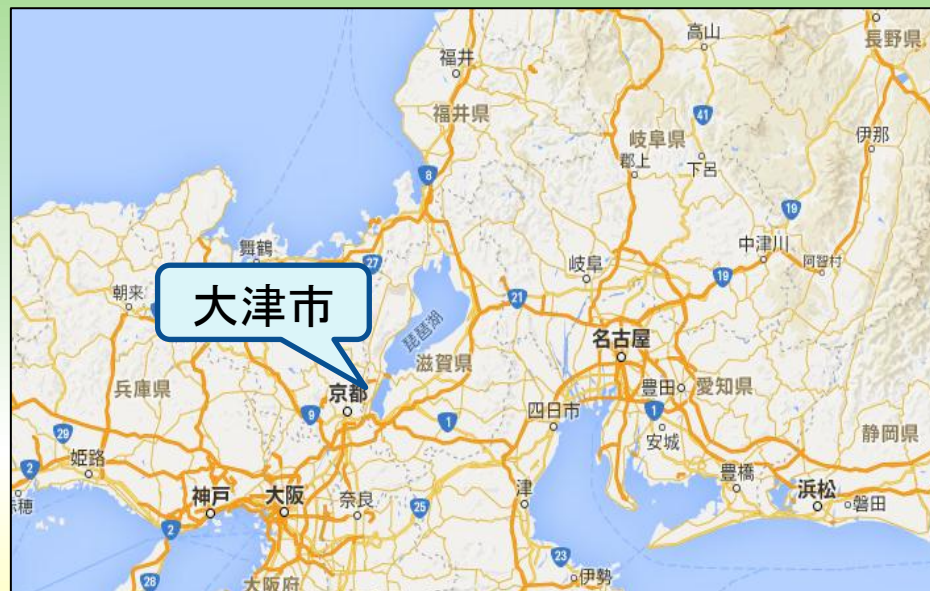 高山
長野県
福井
福井県
41
伊那
岐阜県
郡上
下呂
8
19
舞鶴
27
中津川
阿智村
岐阜
19
朝来
大津市
21
琵琶湖
名古屋
滋賀県
兵庫県
京都
豊田
愛知県
9
四日市
1
1
静岡県
29
安城
2
姫路
豊橋
浜松
神戸
大阪
奈良
25
津
磐田
赤穂
2
23
28
伊勢
大阪府